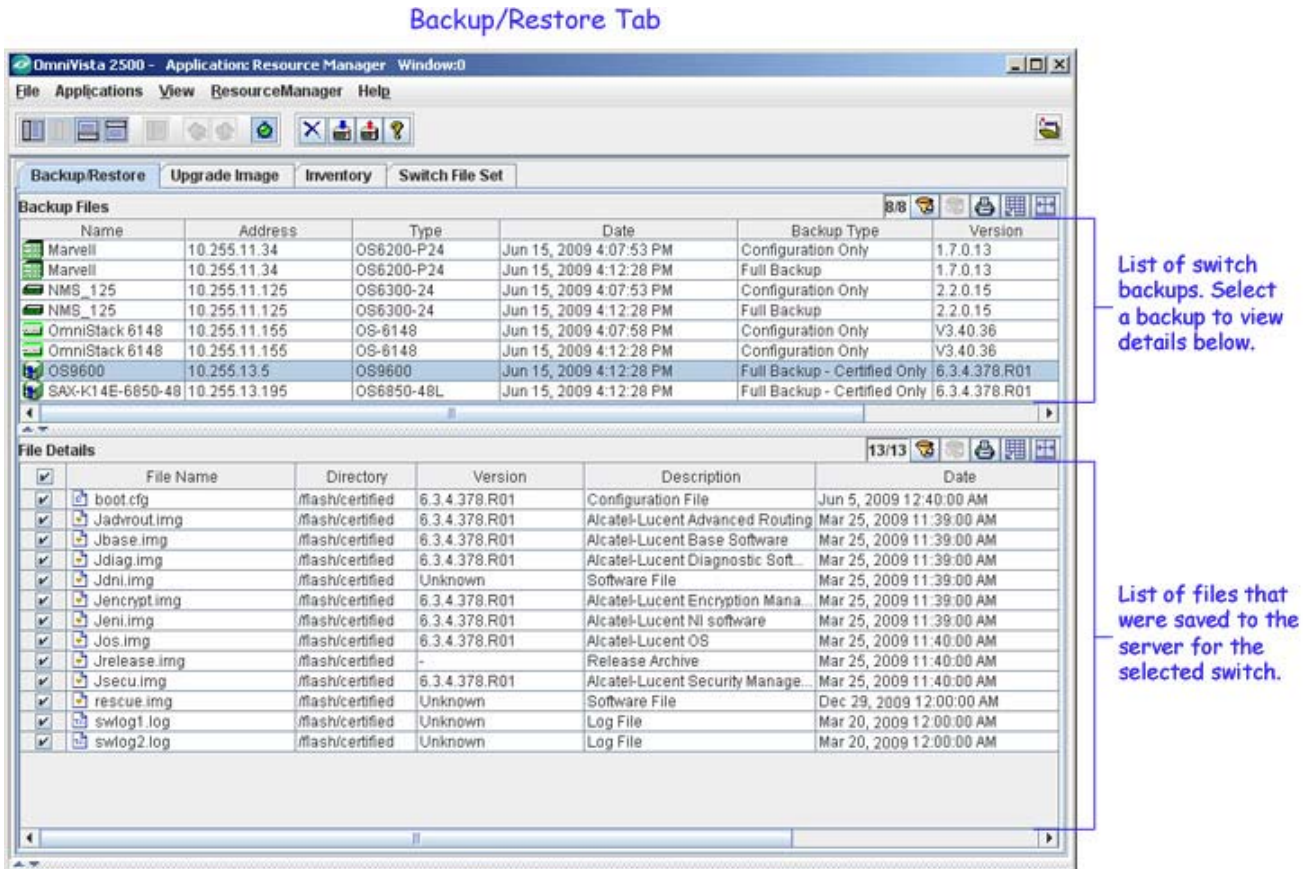 Backup/Restore Tab
OmniVista 2500 - Application: Resource Manager Window:0
File Applications View ResourceManager Help
Backup/Restore Upgrade Image Inventory Switch File Set
Backup Files 8/8
Name Address Type Date Backup Type Version
Marvell 10.255.11.34 OS6200-P24 Jun 15, 2009 4:07:53 PM Configuration Only 1.7.0.13
Marvell 10.255.11.34 OS6200-P24 Jun 15, 2009 4:12:28 PM Full Backup 1.7.0.13
NMS_125 10.255.11.125 OS6300-24 Jun 15, 2009 4:07:53 PM Configuration Only 2.2.0.15
NMS_125 10.255.11.125 OS6300-24 Jun 15, 2009 4:12:28 PM Full Backup 2.2.0.15
OmniStack 6148 10.255.11.155 OS-6148 Jun 15, 2009 4:07:58 PM Configuration Only V3.40.36
OmniStack 6148 10.255.11.155 OS-6148 Jun 15, 2009 4:12:28 PM Configuration Only V3.40.36
OS9600 10.255.13.5 OS9600 Jun 15, 2009 4:12:28 PM Full Backup - Certified Only 6.3.4.378.R01
SAX-K14E-6850-48 10.255.13.195 OS6850-48L Jun 15, 2009 4:12:28 PM Full Backup - Certified Only 6.3.4.378.R01
List of switch
backups. Select
a backup to view
details below.
File Details 13/13
File Name Directory Version Description Date
boot.cfg /flash/certified 6.3.4.378.R01 Configuration File Jun 5, 2009 12:40:00 AM
Jadvrout.img /flash/certified 6.3.4.378.R01 Alcatel-Lucent Advanced Routing Mar 25, 2009 11:39:00 AM
Jbase.img /flash/certified 6.3.4.378.R01 Alcatel-Lucent Base Software Mar 25, 2009 11:39:00 AM
Jdiag.img /flash/certified 6.3.4.378.R01 Alcatel-Lucent Diagnostic Soft... Mar 25, 2009 11:39:00 AM
Jdni.img /flash/certified Unknown Software File Mar 25, 2009 11:39:00 AM
Jencrypt.img /flash/certified 6.3.4.378.R01 Alcatel-Lucent Encryption Mana... Mar 25, 2009 11:39:00 AM
Jeni.img /flash/certified 6.3.4.378.R01 Alcatel-Lucent NI software Mar 25, 2009 11:39:00 AM
Jos.img /flash/certified 6.3.4.378.R01 Alcatel-Lucent OS Mar 25, 2009 11:40:00 AM
Jrelease.img /flash/certified - Release Archive Mar 25, 2009 11:40:00 AM
Jsecu.img /flash/certified 6.3.4.378.R01 Alcatel-Lucent Security Manage... Mar 25, 2009 11:40:00 AM
rescue.img /flash/certified Unknown Software File Dec 29, 2009 12:00:00 AM
swlog1.log /flash/certified Unknown Log File Mar 20, 2009 12:00:00 AM
swlog2.log /flash/certified Unknown Log File Mar 20, 2009 12:00:00 AM
List of files that
were saved to the
server for the
selected switch.